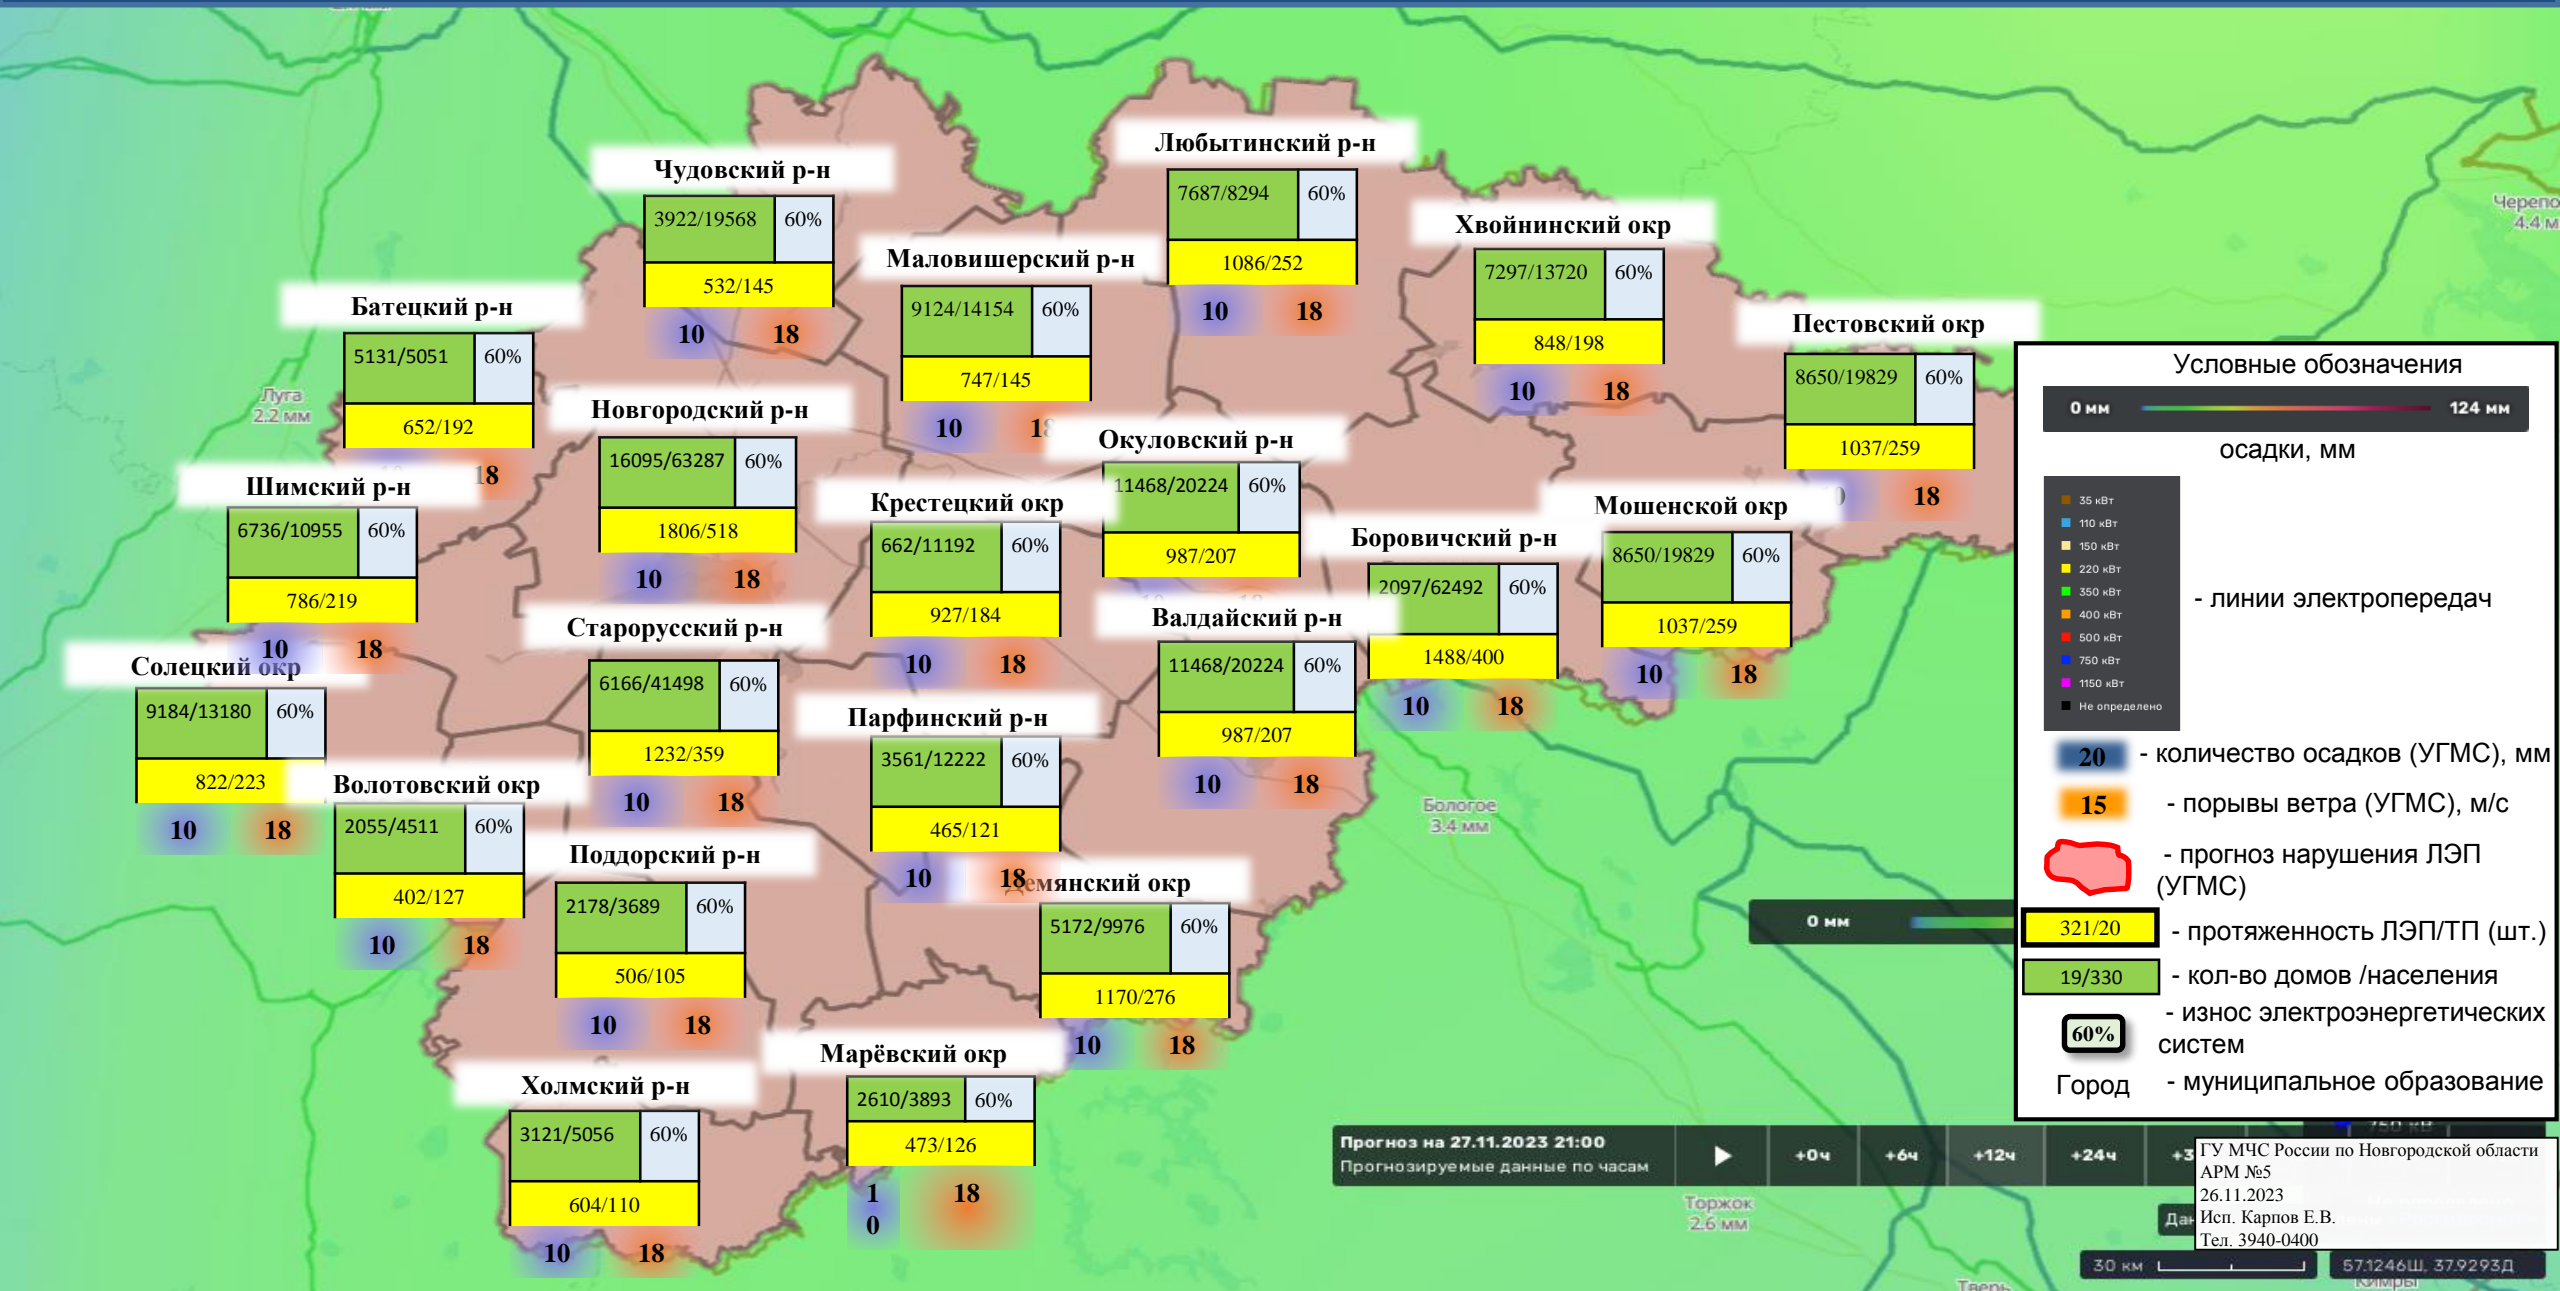 Любытинский р-н
7687/8294 60%
1086/252
10 18
Чудовский р-н
3922/19568 60%
532/145
10 18
Хвойнинский окр
7297/13720 60%
848/198
10 18
Маловишерский р-н
9124/14154 60%
747/145
10 18
Батецкий р-н
5131/5051 60%
652/192
18
Пестовский окр
8650/19829 60%
1037/259
18
Луга
2.2 мм
Новгородский р-н
16095/63287 60%
1806/518
10 18
Окуловский р-н
11468/20224 60%
987/207
Шимский р-н
6736/10955 60%
786/219
10 18
Крестецкий окр
662/11192 60%
927/184
10 18
Мошенской окр
8650/19829 60%
1037/259
10 18
Боровичский р-н
2097/62492 60%
1488/400
10 18
Валдайский р-н
11468/20224 60%
987/207
10 18
Старорусский р-н
6166/41498 60%
1232/359
10 18
Солецкий окр
9184/13180 60%
822/223
10 18
Парфинский р-н
3561/12222 60%
465/121
10 18
Волотовский окр
2055/4511 60%
402/127
10 18
Поддорский р-н
2178/3689 60%
506/105
10 18
емянский окр
5172/9976 60%
1170/276
10 18
Марёвский окр
2610/3893 60%
473/126
1
0
18
Холмский р-н
3121/5056 60%
604/110
10 18
Черепо
4.4 м
Бологое
3.4 мм
0 мм
Торжок
2.6 мм
Тверь
Кимры
Условные обозначения
0 мм 124 мм
осадки, мм
35 кВт
110 кВт
150 кВт
220 кВт
350 кВт
400 кВт
500 кВт
750 кВт
1150 кВт
Не определено
- линии электропередач
20 - количество осадков (УГМС), мм
15 - порывы ветра (УГМС), м/с
- прогноз нарушения ЛЭП
(УГМС)
321/20 - протяженность ЛЭП/ТП (шт.)
19/330 - кол-во домов /населения
60% - износ электроэнергетических
систем
Город - муниципальное образование
750 кВ
Прогноз на 27.11.2023 21:00
Прогнозируемые данные по часам
+0ч +6ч +12ч +24ч +3
Дан
ГУ МЧС России по Новгородской области
АРМ №5
26.11.2023
Исп. Карпов Е.В.
Тел. 3940-0400
30 км
57.1246Ш, 37.9293Д